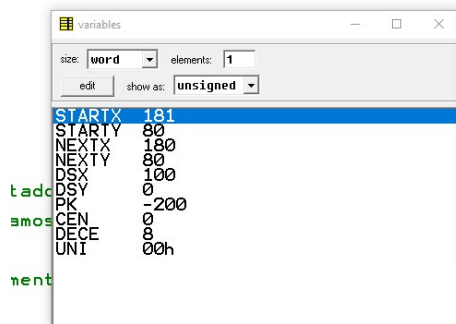 variables
size: word elements: 1
edit show as: unsigned
STARTX 181
STARTY 80
NEXTX 180
NEXTY 80
DSX 100
tado DSY 0
PK -200
amos CEN 0
DECE 8
UNI 00h
ment